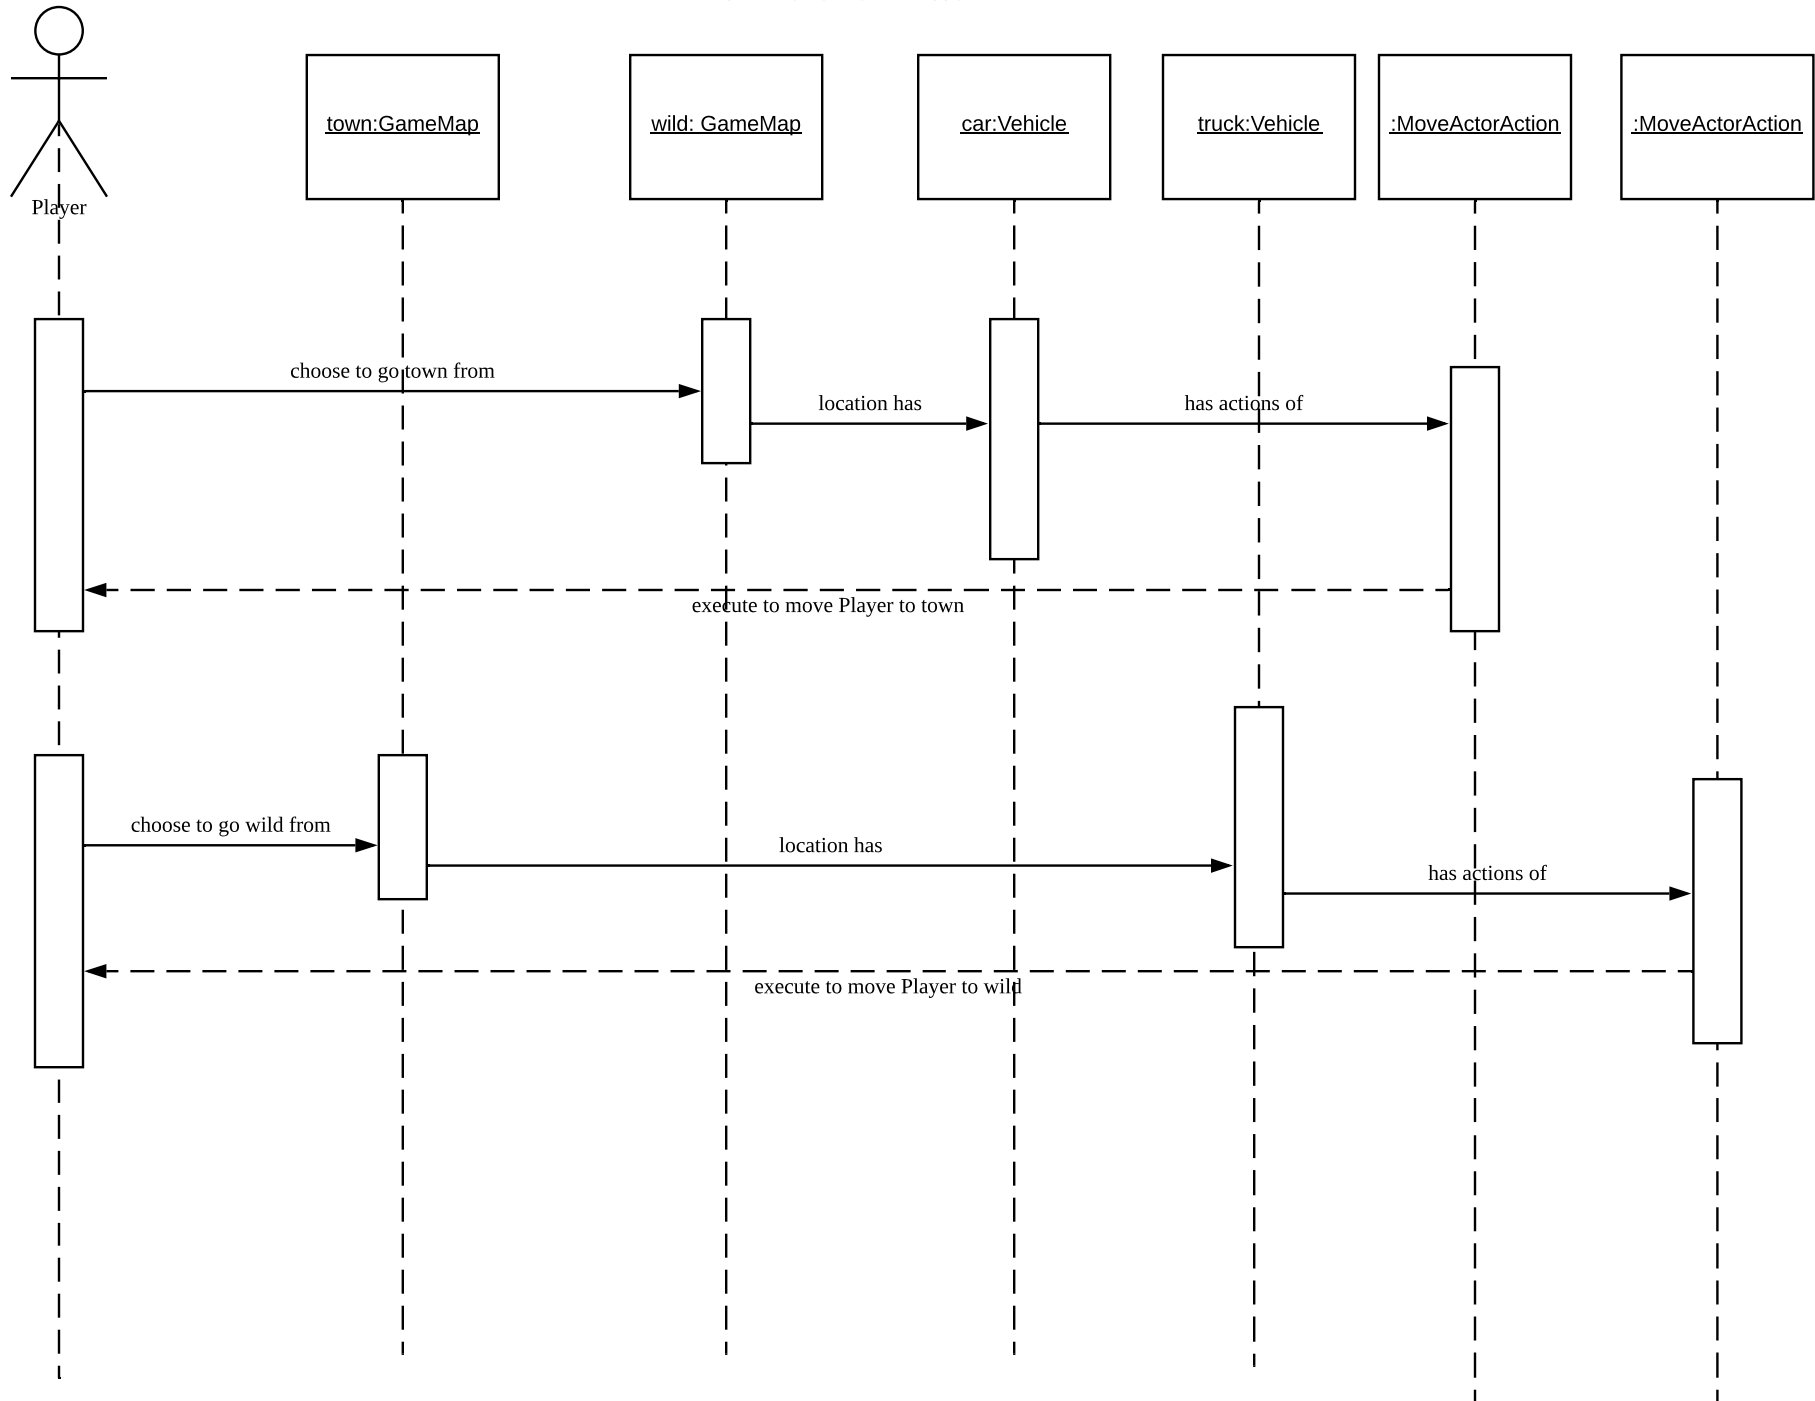 Player
town:GameMap
wild: GameMap
car:Vehicle
truck:Vehicle
:MoveActorAction
:MoveActorAction
choose to go town from
location has
has actions of
execute to move Player to town
choose to go wild from
location has
has actions of
execute to move Player to wild